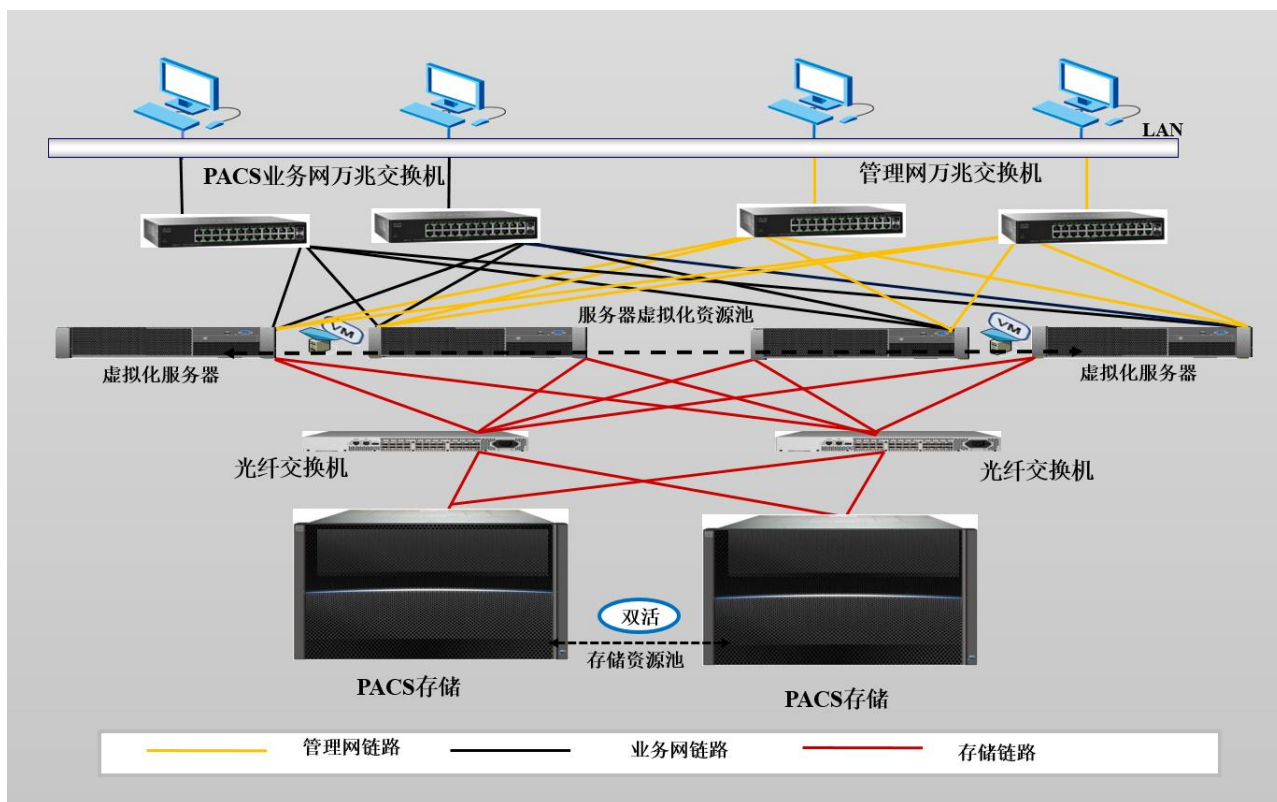 LAN
PACS业务网万兆交换机
管理网万兆交换机
服务器虚拟化资源池
VM
VM
虚拟化服务器
虚拟化服务器
光纤交换机
光纤交换机
双活
存储资源池
PACS存储
PACS存储
管理网链路
业务网链路
存储链路